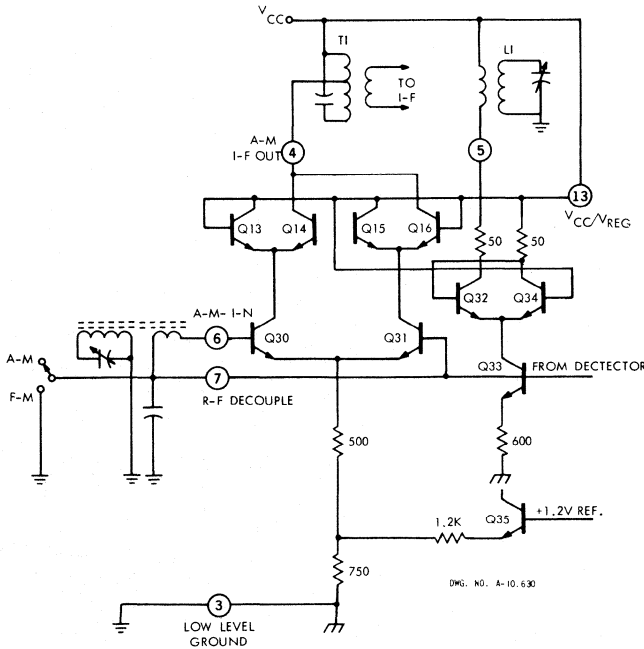 VCC
T1
L1
TO
I-F
A-M
I-F OUT
4
5
13
VCC/VREG
Q13
Q14
Q15
Q16
50
50
Q32
Q34
A-M- I-N
6
Q30
Q31
A-M
F-M
7
R-F DECOUPLE
Q33
FROM DECTECTOR
500
600
1.2K
Q35
+1.2V REF.
750
DWG. NO. A-10,630
3
LOW LEVEL
GROUND